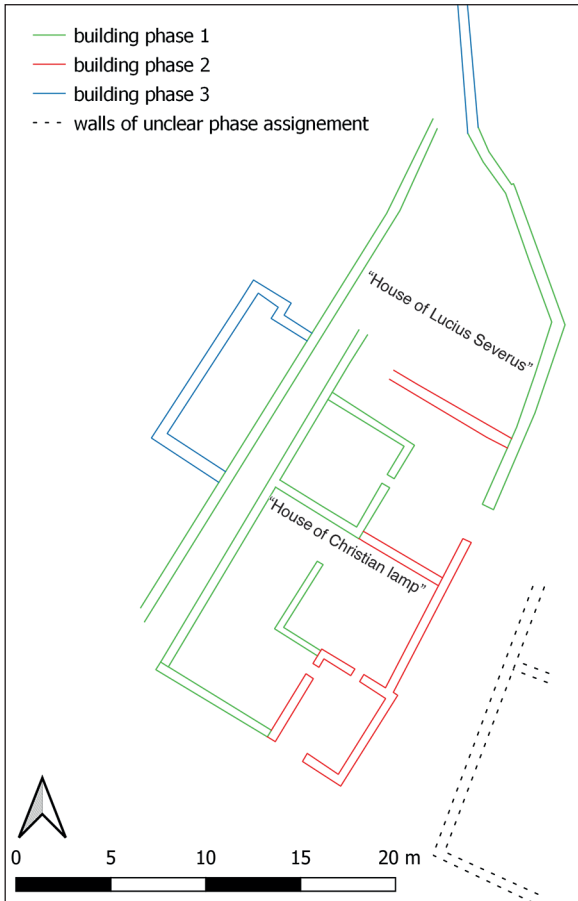 building phase 1
building phase 2
building phase 3
walls of unclear phase assignement
“House of Lucius Severus”
“House of Christian lamp”
0 5 10 15 20 m